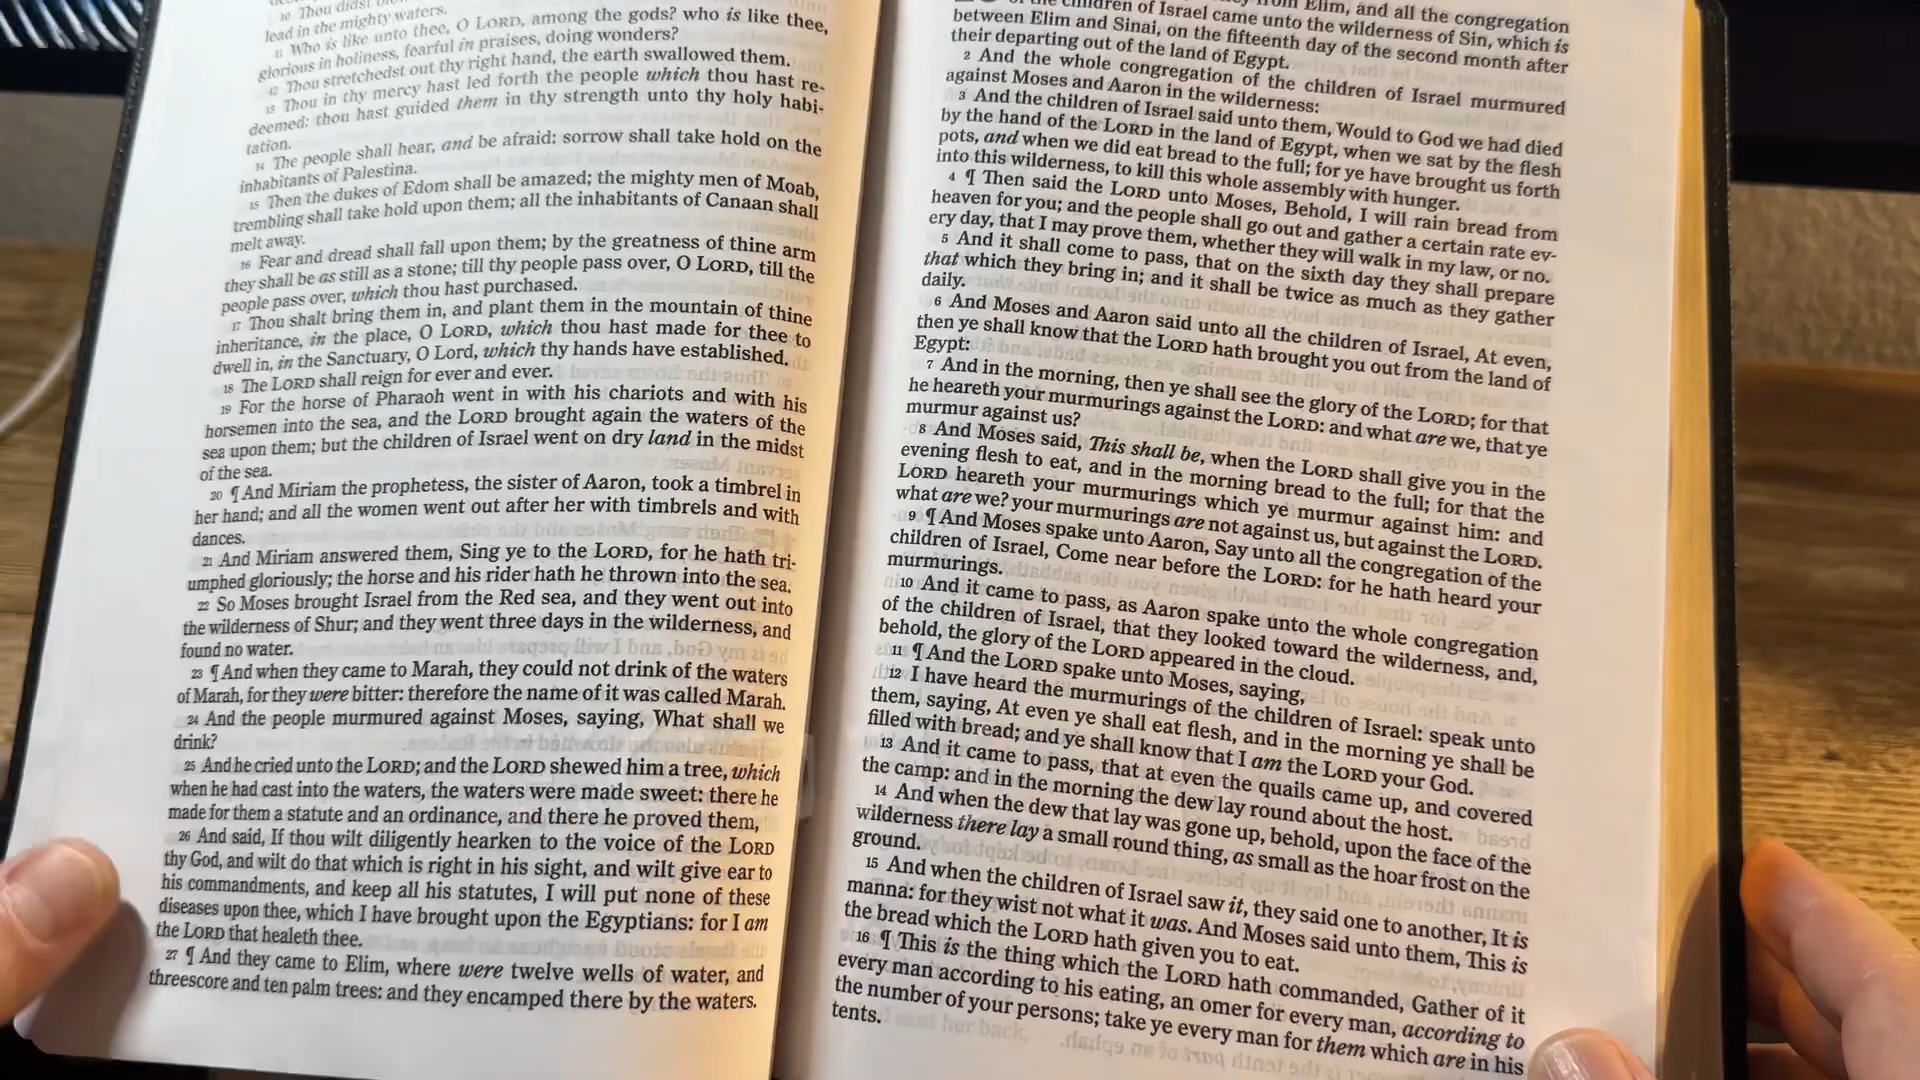 10 Thou didst
lead in the mighty waters.
11 Who is like unto thee, O LORD, among the gods? who is like thee,
glorious in holiness, fearful in praises, doing wonders?
12 Thou stretchedst out thy right hand, the earth swallowed them.
13 Thou in thy mercy hast led forth the people which thou hast re-
deemed: thou hast guided them in thy strength unto thy holy habi-
tation.
14 The people shall hear, and be afraid: sorrow shall take hold on the
inhabitants of Palestina.
15 Then the dukes of Edom shall be amazed; the mighty men of Moab,
trembling shall take hold upon them; all the inhabitants of Canaan shall
melt away.
16 Fear and dread shall fall upon them; by the greatness of thine arm
they shall be as still as a stone; till thy people pass over, O LORD, till the
people pass over, which thou hast purchased.
17 Thou shalt bring them in, and plant them in the mountain of thine
inheritance, in the place, O LORD, which thou hast made for thee to
dwell in, in the Sanctuary, O Lord, which thy hands have established.
18 The LORD shall reign for ever and ever.
19 For the horse of Pharaoh went in with his chariots and with his
horsemen into the sea, and the LORD brought again the waters of the
sea upon them; but the children of Israel went on dry land in the midst
of the sea.
20 ¶ And Miriam the prophetess, the sister of Aaron, took a timbrel in
her hand; and all the women went out after her with timbrels and with
dances.
21 And Miriam answered them, Sing ye to the LORD, for he hath tri-
umphed gloriously; the horse and his rider hath he thrown into the sea.
22 So Moses brought Israel from the Red sea, and they went out into
the wilderness of Shur; and they went three days in the wilderness, and
found no water.
23 ¶ And when they came to Marah, they could not drink of the waters
of Marah, for they were bitter: therefore the name of it was called Marah.
24 And the people murmured against Moses, saying, What shall we
drink?
25 And he cried unto the LORD; and the LORD shewed him a tree, which
when he had cast into the waters, the waters were made sweet: there he
made for them a statute and an ordinance, and there he proved them,
26 And said, If thou wilt diligently hearken to the voice of the LORD
thy God, and wilt do that which is right in his sight, and wilt give ear to
his commandments, and keep all his statutes, I will put none of these
diseases upon thee, which I have brought upon the Egyptians: for I am
the LORD that healeth thee.
27 ¶ And they came to Elim, where were twelve wells of water, and
threescore and ten palm trees: and they encamped there by the waters.
from Elim, and all the congregation
of the children of Israel came unto the wilderness of Sin, which is
between Elim and Sinai, on the fifteenth day of the second month after
their departing out of the land of Egypt.
2 And the whole congregation of the children of Israel murmured
against Moses and Aaron in the wilderness:
3 And the children of Israel said unto them, Would to God we had died
by the hand of the LORD in the land of Egypt, when we sat by the flesh
pots, and when we did eat bread to the full; for ye have brought us forth
into this wilderness, to kill this whole assembly with hunger.
4 ¶ Then said the LORD unto Moses, Behold, I will rain bread from
heaven for you; and the people shall go out and gather a certain rate ev-
ery day, that I may prove them, whether they will walk in my law, or no.
5 And it shall come to pass, that on the sixth day they shall prepare
that which they bring in; and it shall be twice as much as they gather
daily.
6 And Moses and Aaron said unto all the children of Israel, At even,
then ye shall know that the LORD hath brought you out from the land of
Egypt:
7 And in the morning, then ye shall see the glory of the LORD; for that
he heareth your murmurings against the LORD: and what are we, that ye
murmur against us?
8 And Moses said, This shall be, when the LORD shall give you in the
evening flesh to eat, and in the morning bread to the full; for that the
LORD heareth your murmurings which ye murmur against him: and
what are we? your murmurings are not against us, but against the LORD.
9 ¶ And Moses spake unto Aaron, Say unto all the congregation of the
children of Israel, Come near before the LORD: for he hath heard your
murmurings.
10 And it came to pass, as Aaron spake unto the whole congregation
of the children of Israel, that they looked toward the wilderness, and,
behold, the glory of the LORD appeared in the cloud.
11 ¶ And the LORD spake unto Moses, saying,
12 I have heard the murmurings of the children of Israel: speak unto
them, saying, At even ye shall eat flesh, and in the morning ye shall be
filled with bread; and ye shall know that I am the LORD your God.
13 And it came to pass, that at even the quails came up, and covered
the camp: and in the morning the dew lay round about the host.
14 And when the dew that lay was gone up, behold, upon the face of the
wilderness there lay a small round thing, as small as the hoar frost on the
ground.
15 And when the children of Israel saw it, they said one to another, It is
manna: for they wist not what it was. And Moses said unto them, This is
the bread which the LORD hath given you to eat.
16 ¶ This is the thing which the LORD hath commanded, Gather of it
every man according to his eating, an omer for every man, according to
the number of your persons; take ye every man for them which are in his
tents.